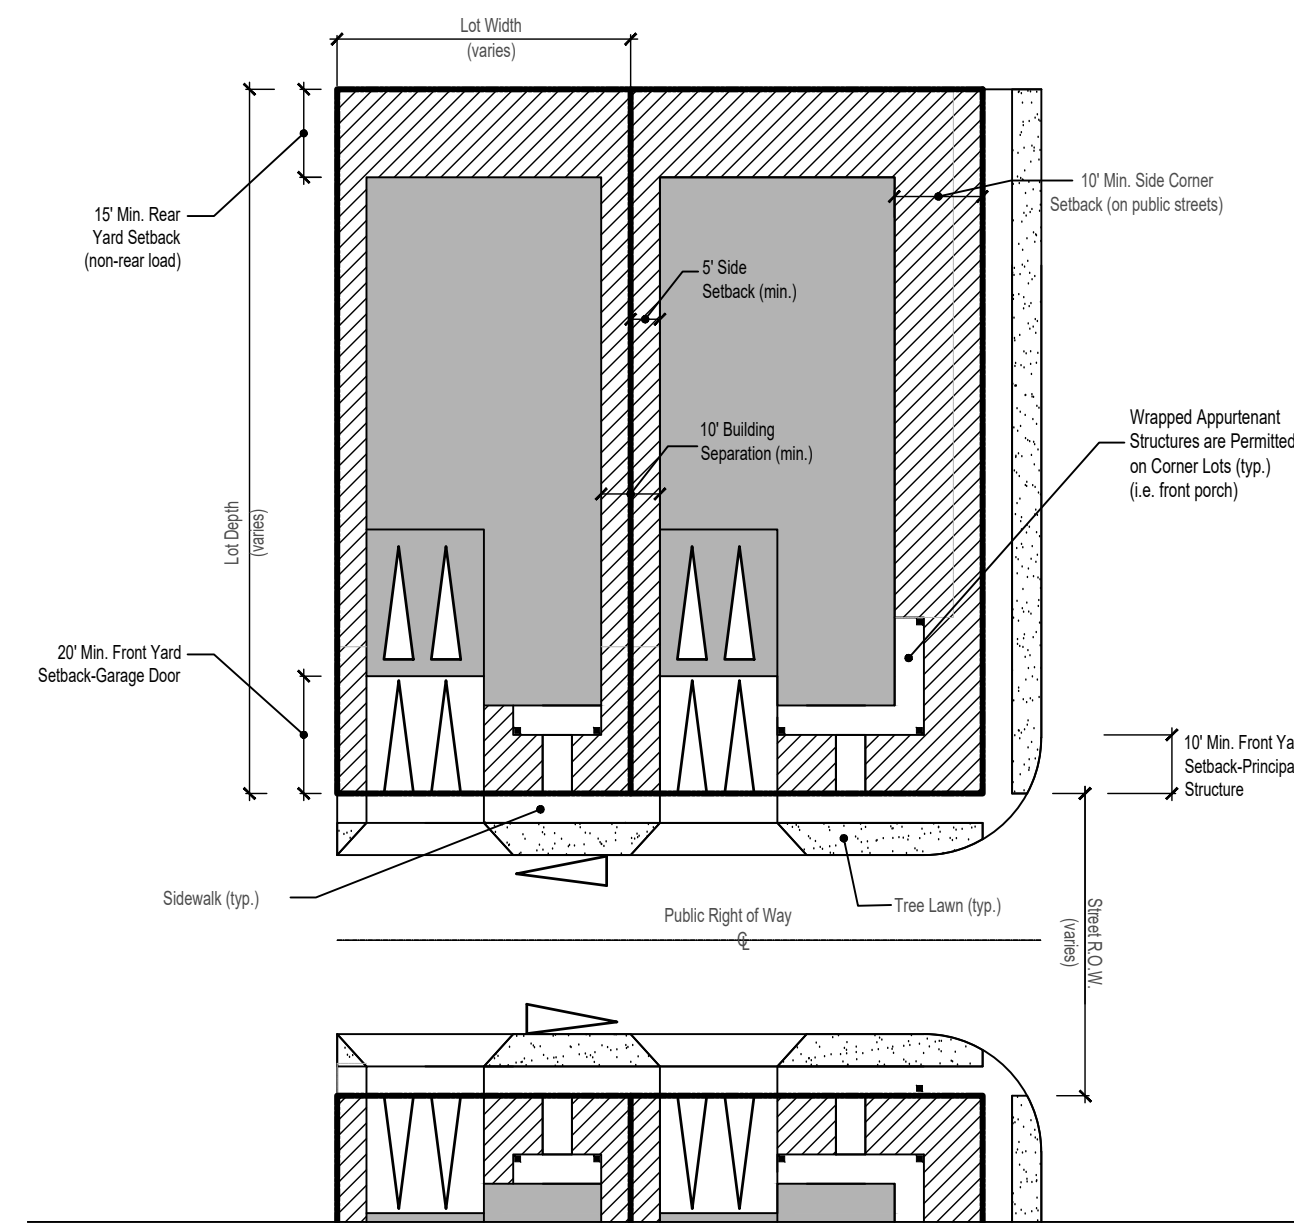 Lot Width
(varies)
10' Min. Side Corner
Setback (on public streets)
15' Min. Rear
Yard Setback
(non-rear load)
5' Side
Setback (min.)
Wrapped Appurtenant
Structures are Permitted
on Corner Lots (typ.)
(i.e. front porch)
10' Building
Separation (min.)
Lot Depth
(varies)
20' Min. Front Yard
Setback-Garage Door
10' Min. Front Ya
Setback-Principa
Structure
Sidewalk (typ.)
Tree Lawn (typ.)
Public Right of Way
℄
Street R.O.W.
(varies)